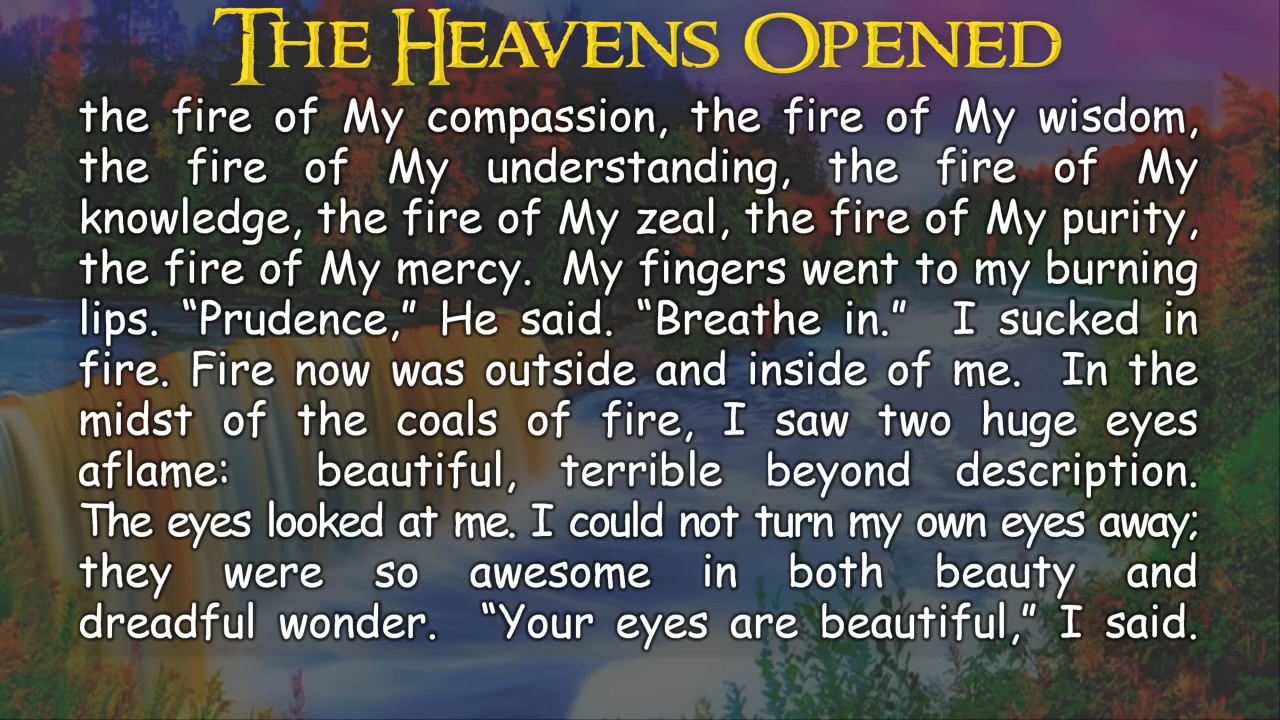 THE HEAVENS OPENED
the fire of My compassion, the fire of My wisdom,
the fire of My understanding, the fire of My
knowledge, the fire of My zeal, the fire of My purity,
the fire of My mercy.  My fingers went to my burning
lips. “Prudence,” He said. “Breathe in.”  I sucked in
fire. Fire now was outside and inside of me.  In the
midst of the coals of fire, I saw two huge eyes
aflame:  beautiful, terrible beyond description.
The eyes looked at me. I could not turn my own eyes away;
they were so awesome in both beauty and
dreadful wonder.  “Your eyes are beautiful,” I said.